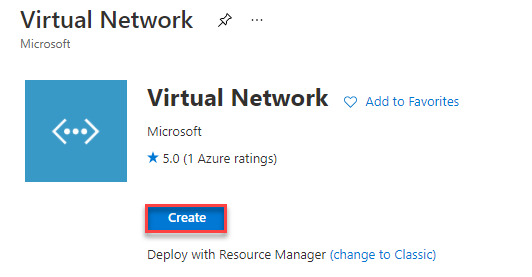 Virtual Network
...
Microsoft
Virtual Network
Add to Favorites
Microsoft
5.0 (1 Azure ratings)
Create
Deploy with Resource Manager (change to Classic)